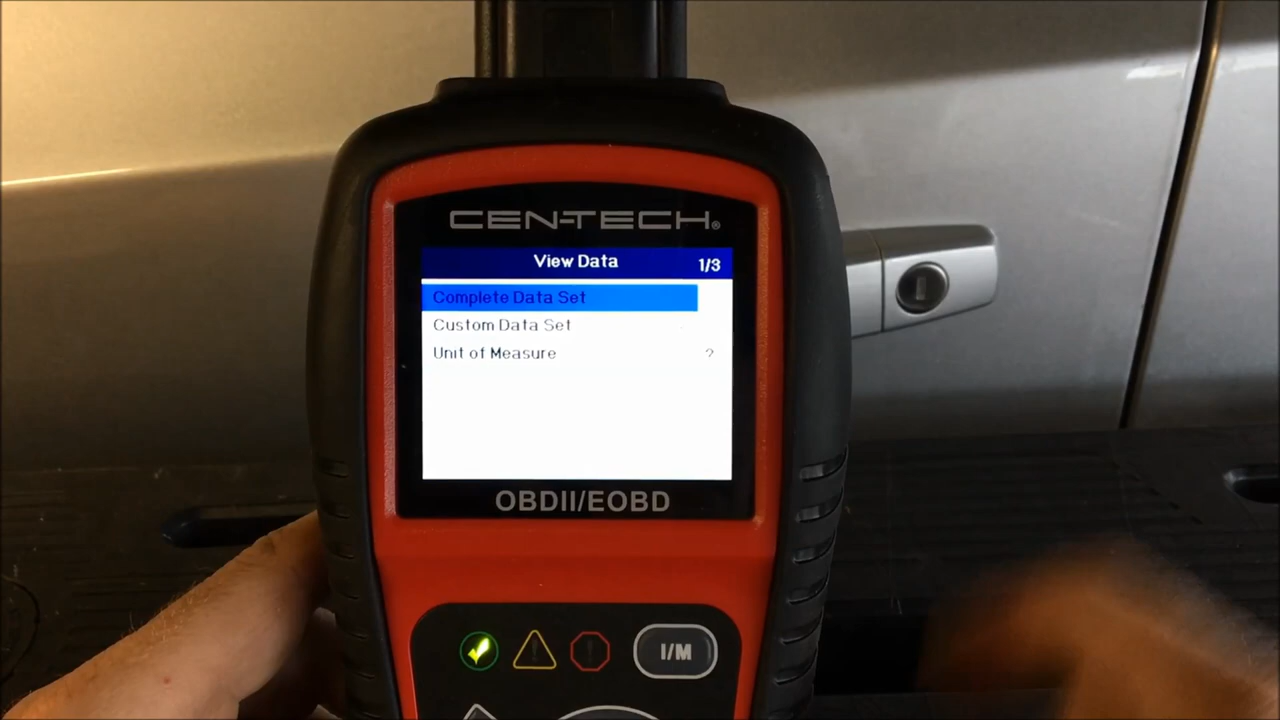 CEN-TECH®
View Data 1/3
Complete Data Set
Custom Data Set
Unit of Measure ?
OBDII/EOBD
I/M